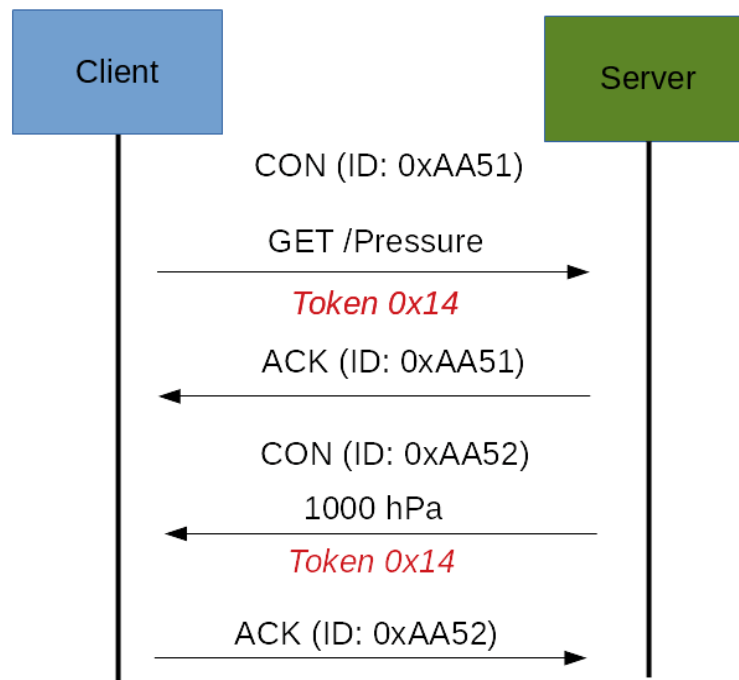 Client
Server
CON (ID: 0xAA51)
GET /Pressure
Token 0x14
ACK (ID: 0xAA51)
CON (ID: 0xAA52)
1000 hPa
Token 0x14
ACK (ID: 0xAA52)